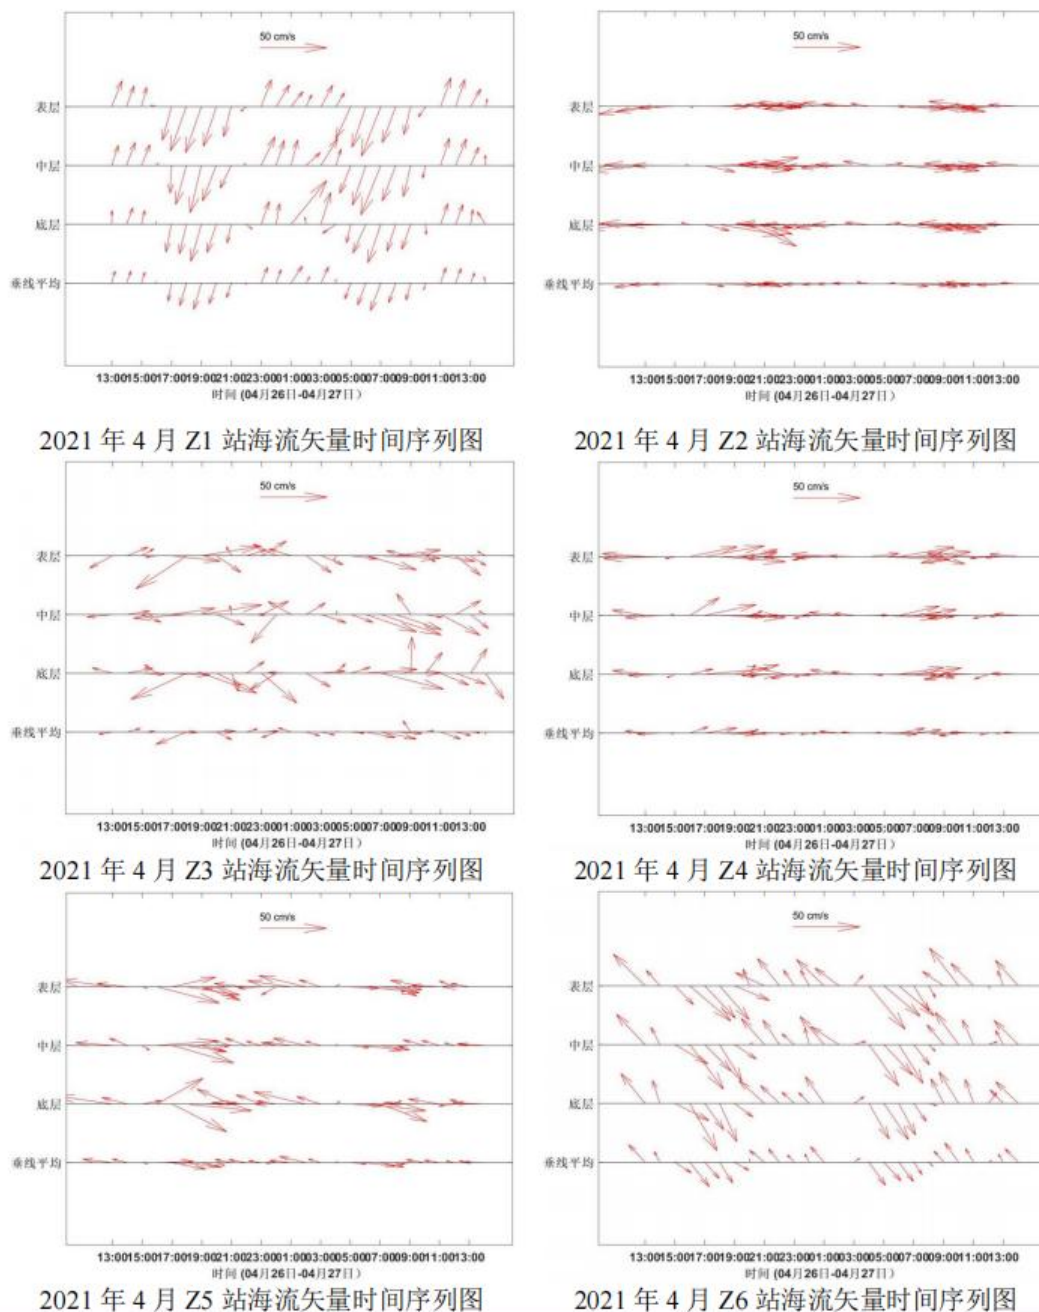 50 cm/s
表层
中层
底层
垂线平均
13:0015:0017:0019:0021:0023:0001:0003:0005:0007:0009:0011:0013:00
时间 (04月26日-04月27日)
2021 年 4 月 Z1 站海流矢量时间序列图
50 cm/s
表层
中层
底层
垂线平均
13:0015:0017:0019:0021:0023:0001:0003:0005:0007:0009:0011:0013:00
时间 (04月26日-04月27日)
2021 年 4 月 Z2 站海流矢量时间序列图
50 cm/s
表层
中层
底层
垂线平均
13:0015:0017:0019:0021:0023:0001:0003:0005:0007:0009:0011:0013:00
时间 (04月26日-04月27日)
2021 年 4 月 Z3 站海流矢量时间序列图
50 cm/s
表层
中层
底层
垂线平均
13:0015:0017:0019:0021:0023:0001:0003:0005:0007:0009:0011:0013:00
时间 (04月26日-04月27日)
2021 年 4 月 Z4 站海流矢量时间序列图
50 cm/s
表层
中层
底层
垂线平均
13:0015:0017:0019:0021:0023:0001:0003:0005:0007:0009:0011:0013:00
时间 (04月26日-04月27日)
2021 年 4 月 Z5 站海流矢量时间序列图
50 cm/s
表层
中层
底层
垂线平均
13:0015:0017:0019:0021:0023:0001:0003:0005:0007:0009:0011:0013:00
时间 (04月26日-04月27日)
2021 年 4 月 Z6 站海流矢量时间序列图